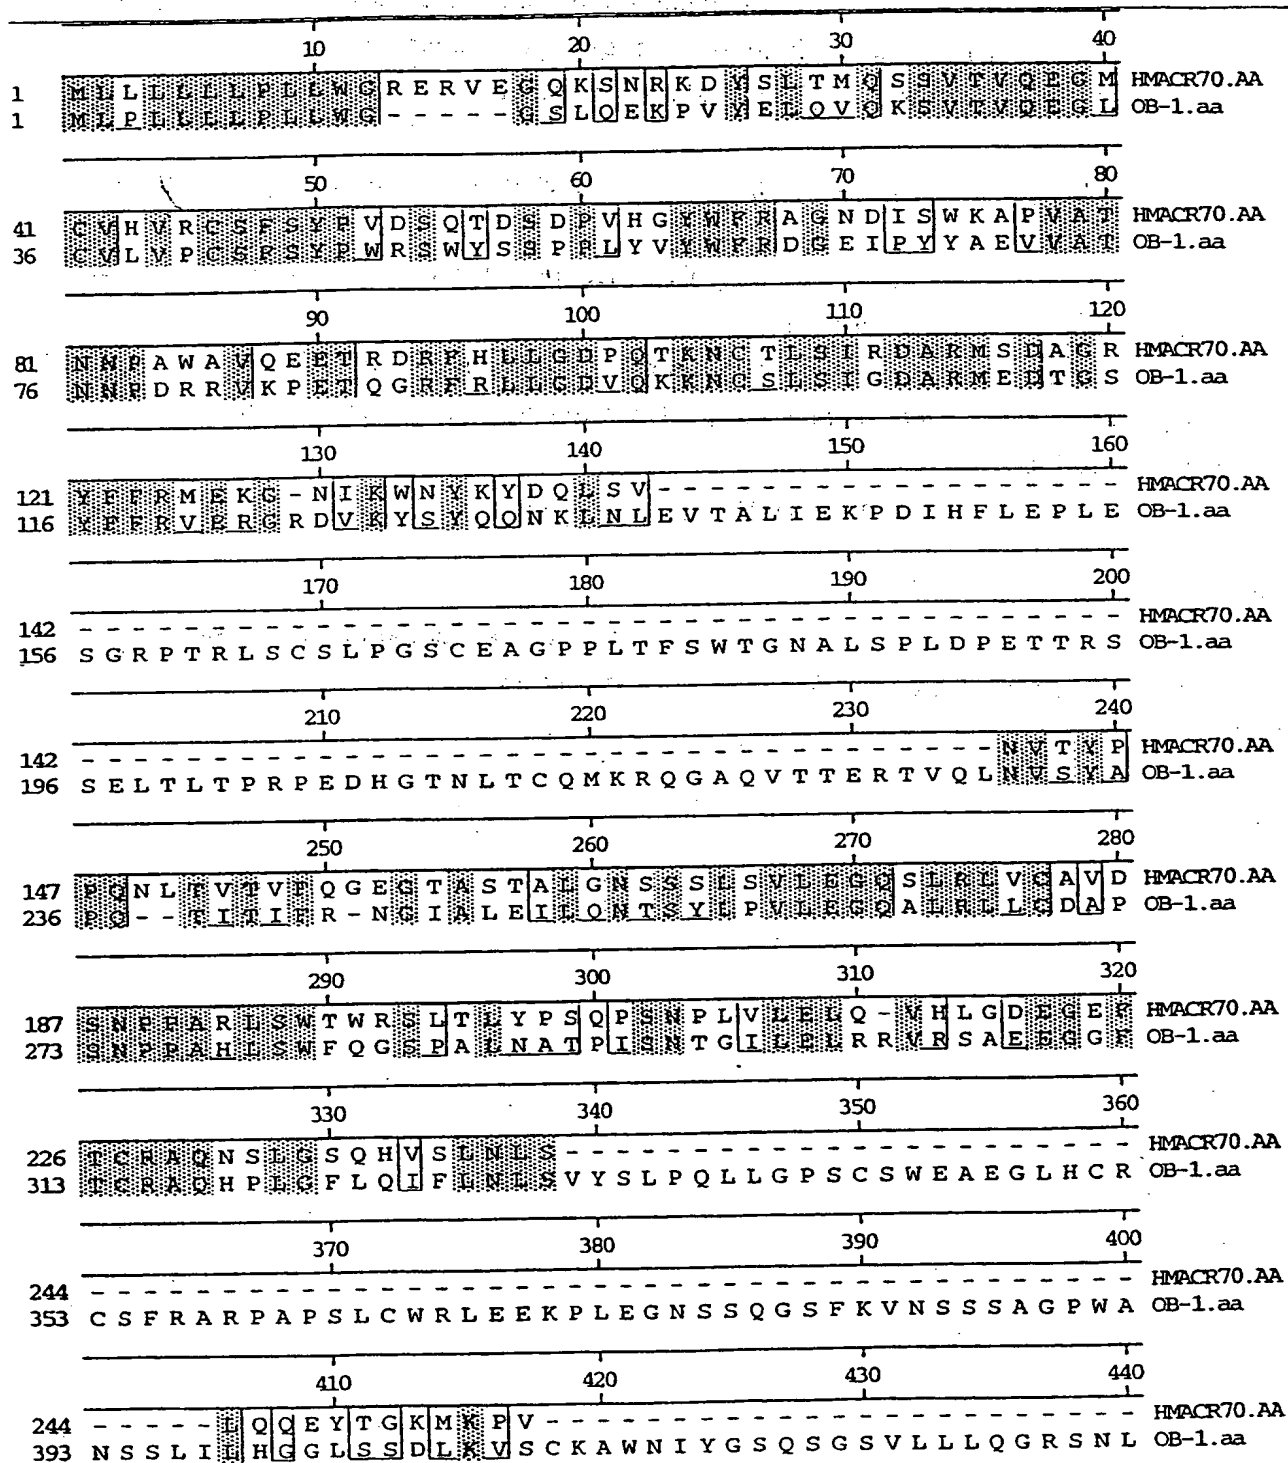 10 20 30 40
1 M L L L L L L P L L W G R E R V E G Q K S N R K D Y S L T M Q S S V T V Q E G M HMACR70.AA
1 M L P L L L L P L L W G - - - - - G S L Q E K P V Y E L Q V Q K S V T V Q E G L OB-1.aa
50 60 70 80
41 C V H V R C S F S Y P V D S Q T D S D P V H G Y W F R A G N D I S W K A P V A T HMACR70.AA
36 C V L V P C S F S Y P W R S W Y S S P P L Y V Y W F R D G E I P Y Y A E V V A T OB-1.aa
90 100 110 120
81 N N P A W A V Q E E T R D R F H L L G D P Q T K N C T L S I R D A R M S D A G R HMACR70.AA
76 N N P D R R V K P E T Q G R F R L L G D V Q K K N C S L S I G D A R M E D T G S OB-1.aa
130 140 150 160
121 Y F F R M E K G - N I K W N Y K Y D Q L S V - - - - - - - - - - - - - - - - - - HMACR70.AA
116 Y F F R V E R G R D V K Y S Y Q Q N K L N L E V T A L I E K P D I H F L E P L E OB-1.aa
170 180 190 200
142 - - - - - - - - - - - - - - - - - - - - - - - - - - - - - - - - - - - - - - - - HMACR70.AA
156 S G R P T R L S C S L P G S C E A G P P L T F S W T G N A L S P L D P E T T R S OB-1.aa
210 220 230 240
142 - - - - - - - - - - - - - - - - - - - - - - - - - - - - - - - - - - - N V T Y P HMACR70.AA
196 S E L T L T P R P E D H G T N L T C Q M K R Q G A Q V T T E R T V Q L N V S Y A OB-1.aa
250 260 270 280
147 P Q N L T V T V F Q G E G T A S T A L G N S S S L S V L E G Q S L R L V C A V D HMACR70.AA
236 P Q - - T I T I F R - N G I A L E I L Q N T S Y L P V L E G Q A L R L L C D A P OB-1.aa
290 300 310 320
187 S N P P A R L S W T W R S L T L Y P S Q P S N P L V L E L Q - V H L G D E G E F HMACR70.AA
273 S N P P A H L S W F Q G S P A L N A T P I S N T G I L E L R R V R S A E E G G F OB-1.aa
330 340 350 360
226 T C R A Q N S L G S Q H V S L N L S - - - - - - - - - - - - - - - - - - - - - - HMACR70.AA
313 T C R A Q H P L G F L Q I F L N L S V Y S L P Q L L G P S C S W E A E G L H C R OB-1.aa
370 380 390 400
244 - - - - - - - - - - - - - - - - - - - - - - - - - - - - - - - - - - - - - - - - HMACR70.AA
353 C S F R A R P A P S L C W R L E E K P L E G N S S Q G S F K V N S S S A G P W A OB-1.aa
410 420 430 440
244 - - - - - L Q Q E Y T G K M K P V - - - - - - - - - - - - - - - - - - - - - - - HMACR70.AA
393 N S S L I L H G G L S S D L K V S C K A W N I Y G S Q S G S V L L L Q G R S N L OB-1.aa